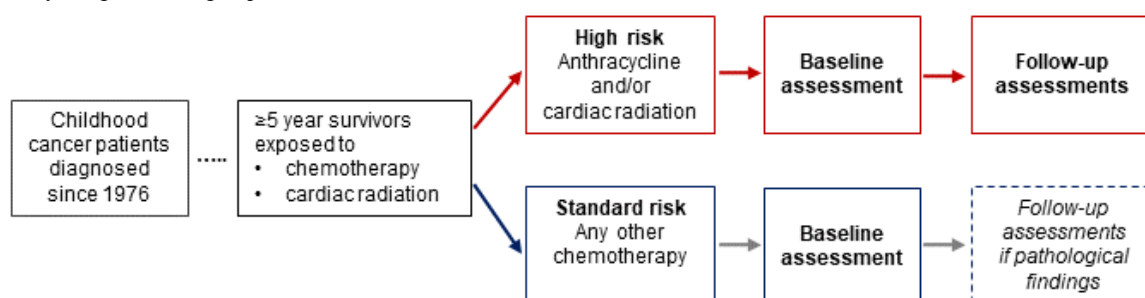 Childhood
cancer patients
diagnosed
since 1976
.....
≥5 year survivors
exposed to
• chemotherapy
• cardiac radiation
High risk
Anthracycline
and/or
cardiac radiation
Baseline
assessment
Follow-up
assessments
Standard risk
Any other
chemotherapy
Baseline
assessment
Follow-up
assessments
if pathological
findings